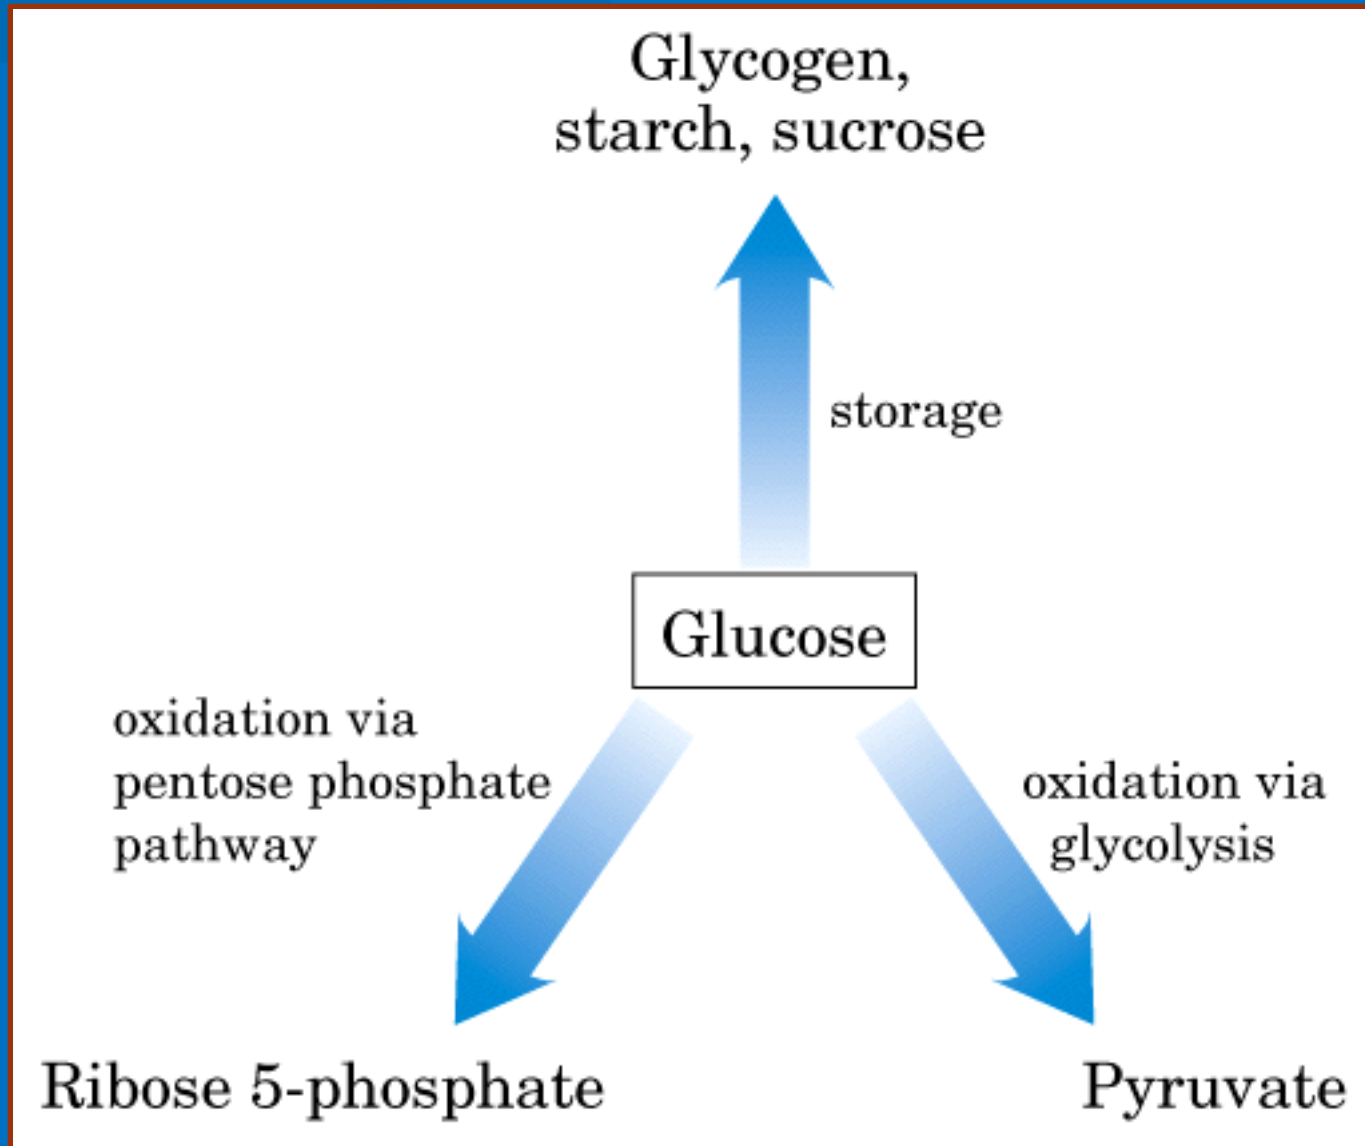 Glycogen,
starch, sucrose
storage
Glucose
oxidation via
pentose phosphate
pathway
oxidation via
glycolysis
Ribose 5-phosphate
Pyruvate